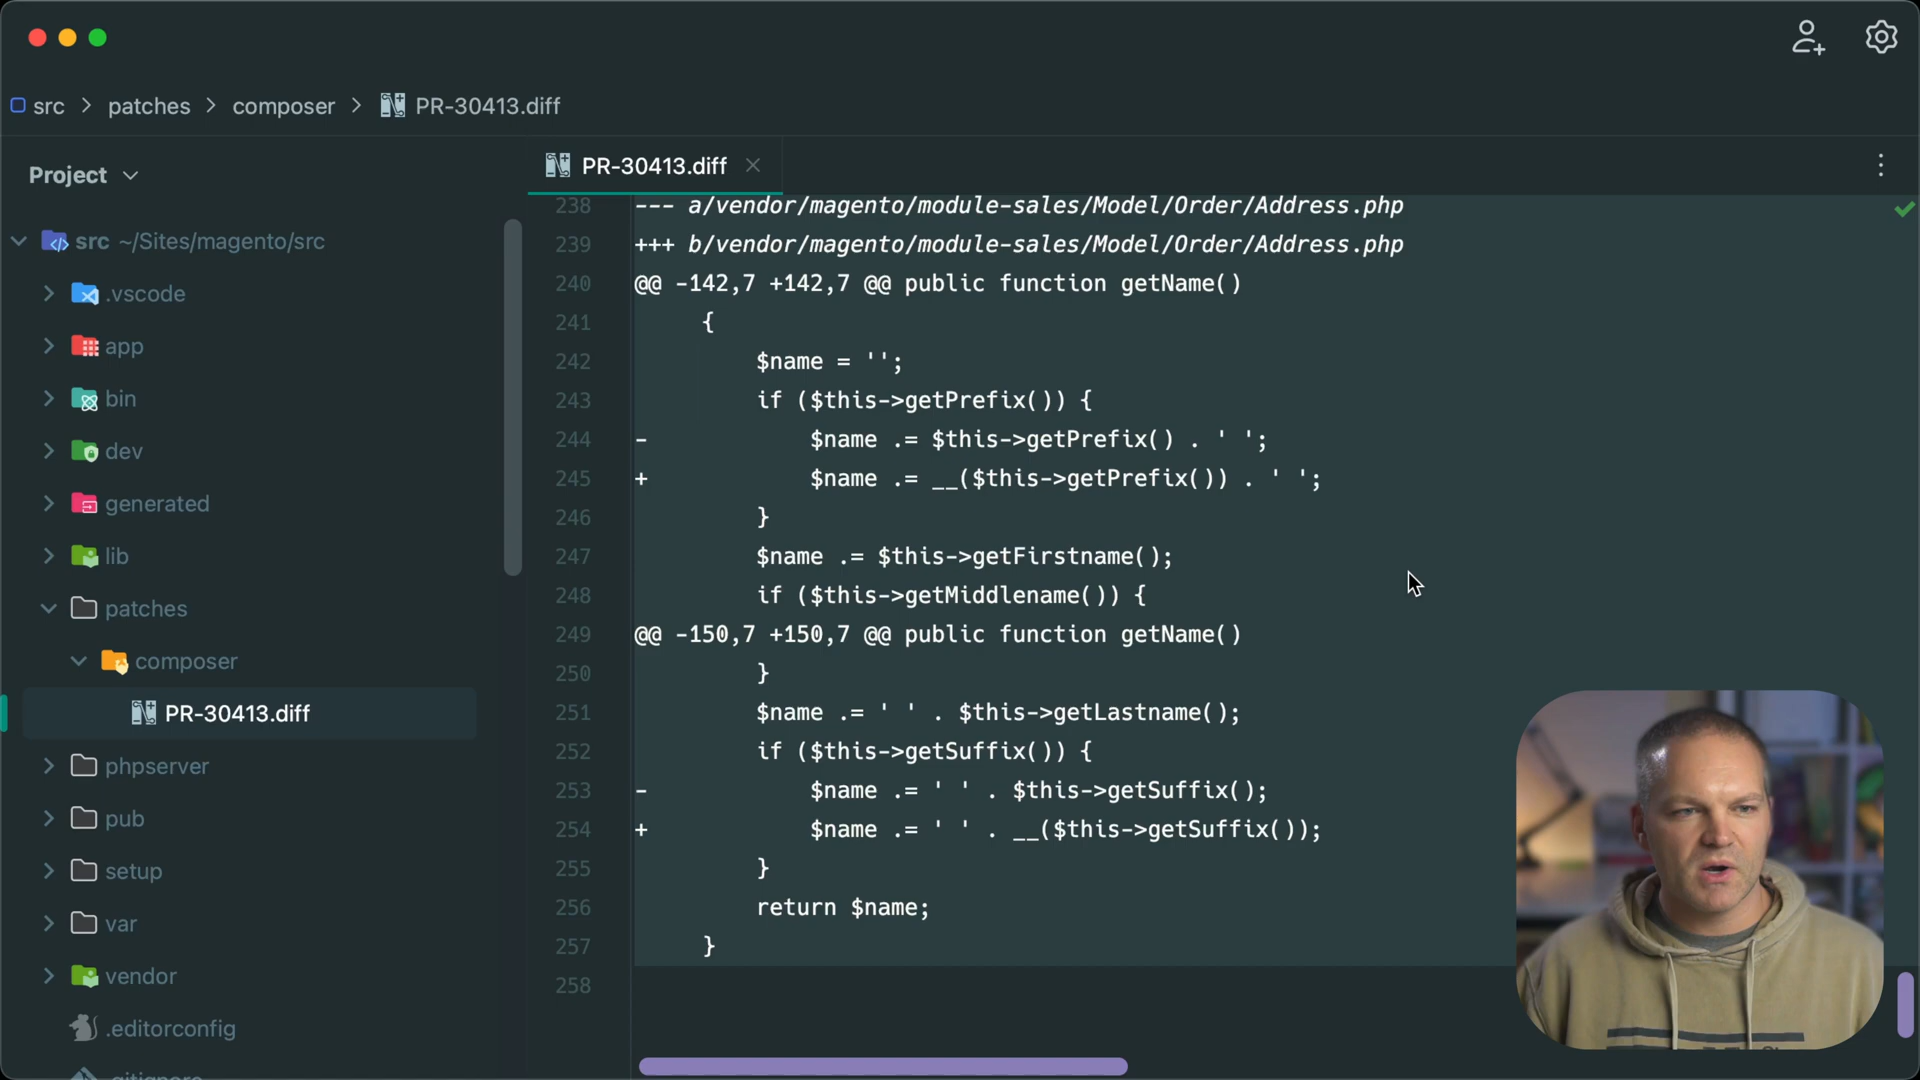 src > patches > composer > PR-30413.diff
Project
src ~/Sites/magento/src
.vscode
app
bin
dev
generated
lib
patches
composer
PR-30413.diff
phpserver
pub
setup
var
vendor
.editorconfig
.gitignore
PR-30413.diff
238 --- a/vendor/magento/module-sales/Model/Order/Address.php
239 +++ b/vendor/magento/module-sales/Model/Order/Address.php
240 @@ -142,7 +142,7 @@ public function getName()
241 {
242 $name = '';
243 if ($this->getPrefix()) {
244 - $name .= $this->getPrefix() . ' ';
245 + $name .= __($this->getPrefix()) . ' ';
246 }
247 $name .= $this->getFirstname();
248 if ($this->getMiddlename()) {
249 @@ -150,7 +150,7 @@ public function getName()
250 }
251 $name .= ' ' . $this->getLastname();
252 if ($this->getSuffix()) {
253 - $name .= ' ' . $this->getSuffix();
254 + $name .= ' ' . __($this->getSuffix());
255 }
256 return $name;
257 }
258